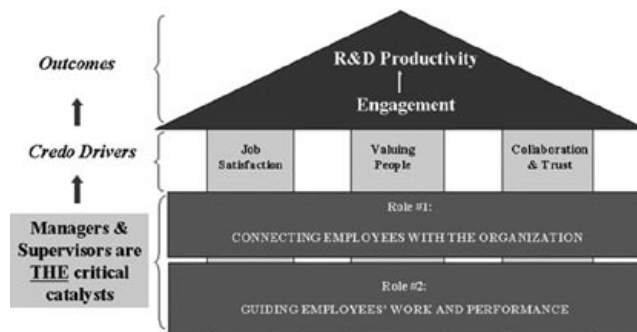 Outcomes
R&D Productivity
Engagement
Credo Drivers
Job
Satisfaction
Valuing
People
Collaboration
& Trust
Managers &
Supervisors are
THE critical
catalysts
Role #1:
CONNECTING EMPLOYEES WITH THE ORGANIZATION
Role #2:
GUIDING EMPLOYEES' WORK AND PERFORMANCE